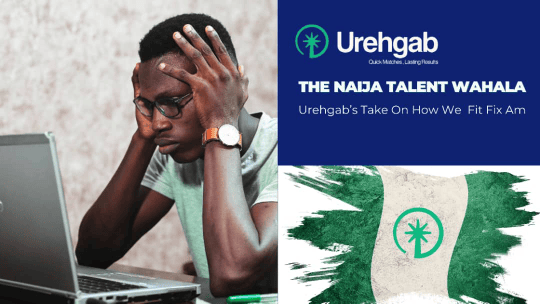 Urehgab
Quick Matches, Lasting Results
THE NAIJA TALENT WAHALA
Urehgab's Take On How We Fit Fix Am